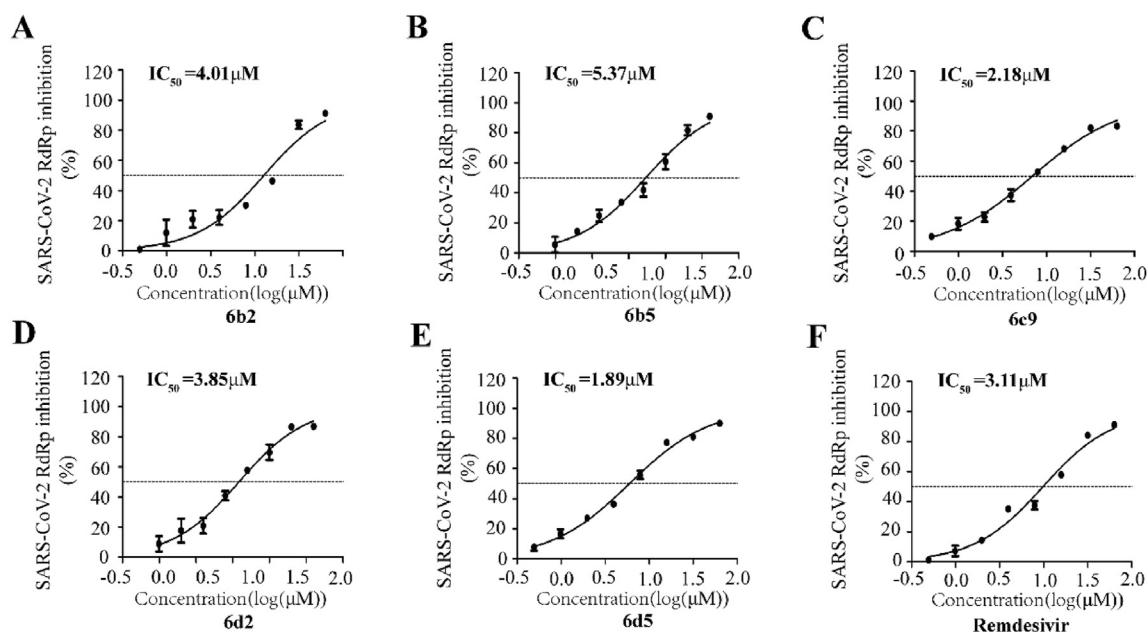 A
SARS-CoV-2 RdRp inhibition
(%)
120
100
80
60
40
20
0
IC50 =4.01μM
-0.5 0.0 0.5 1.0 1.5 2.0
Concentration(log(μM))
6b2
B
SARS-CoV-2 RdRp inhibition
(%)
120
100
80
60
40
20
0
IC50 =5.37μM
-0.5 0.0 0.5 1.0 1.5 2.0
Concentration(log(μM))
6b5
C
SARS-CoV-2 RdRp inhibition
(%)
120
100
80
60
40
20
0
IC50 =2.18μM
-0.5 0.0 0.5 1.0 1.5 2.0
Concentration(log(μM))
6c9
D
SARS-CoV-2 RdRp inhibition
(%)
120
100
80
60
40
20
0
IC50 =3.85μM
-0.5 0.0 0.5 1.0 1.5 2.0
Concentration(log(μM))
6d2
E
SARS-CoV-2 RdRp inhibition
(%)
120
100
80
60
40
20
0
IC50 =1.89μM
-0.5 0.0 0.5 1.0 1.5 2.0
Concentration(log(μM))
6d5
F
SARS-CoV-2 RdRp inhibition
(%)
120
100
80
60
40
20
0
IC50 =3.11μM
-0.5 0.0 0.5 1.0 1.5 2.0
Concentration(log(μM))
Remdesivir